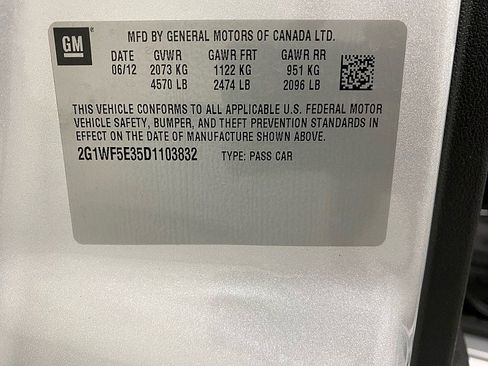 GM
MFD BY GENERAL MOTORS OF CANADA LTD.
DATE GVWR GAWR FRT GAWR RR
06/12 2073 KG 1122 KG 951 KG
4570 LB 2474 LB 2096 LB
THIS VEHICLE CONFORMS TO ALL APPLICABLE U.S. FEDERAL MOTOR
VEHICLE SAFETY, BUMPER, AND THEFT PREVENTION STANDARDS IN
EFFECT ON THE DATE OF MANUFACTURE SHOWN ABOVE.
2G1WF5E35D1103832 TYPE: PASS CAR